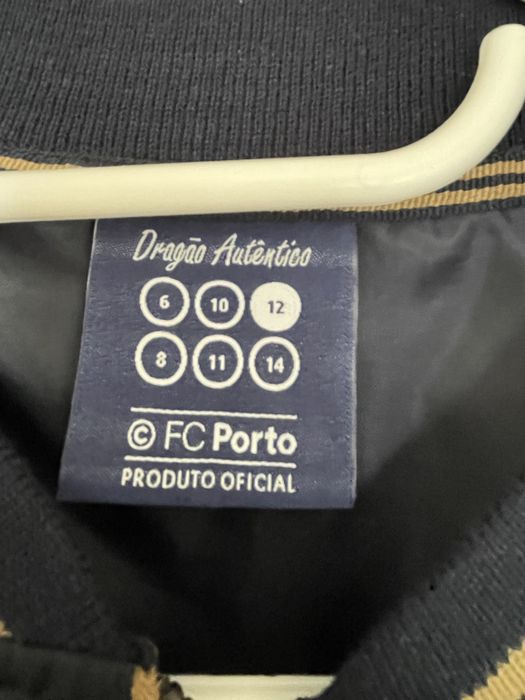 Dragão Autêntico
6 10 12
8 11 14
© FC Porto
PRODUTO OFICIAL